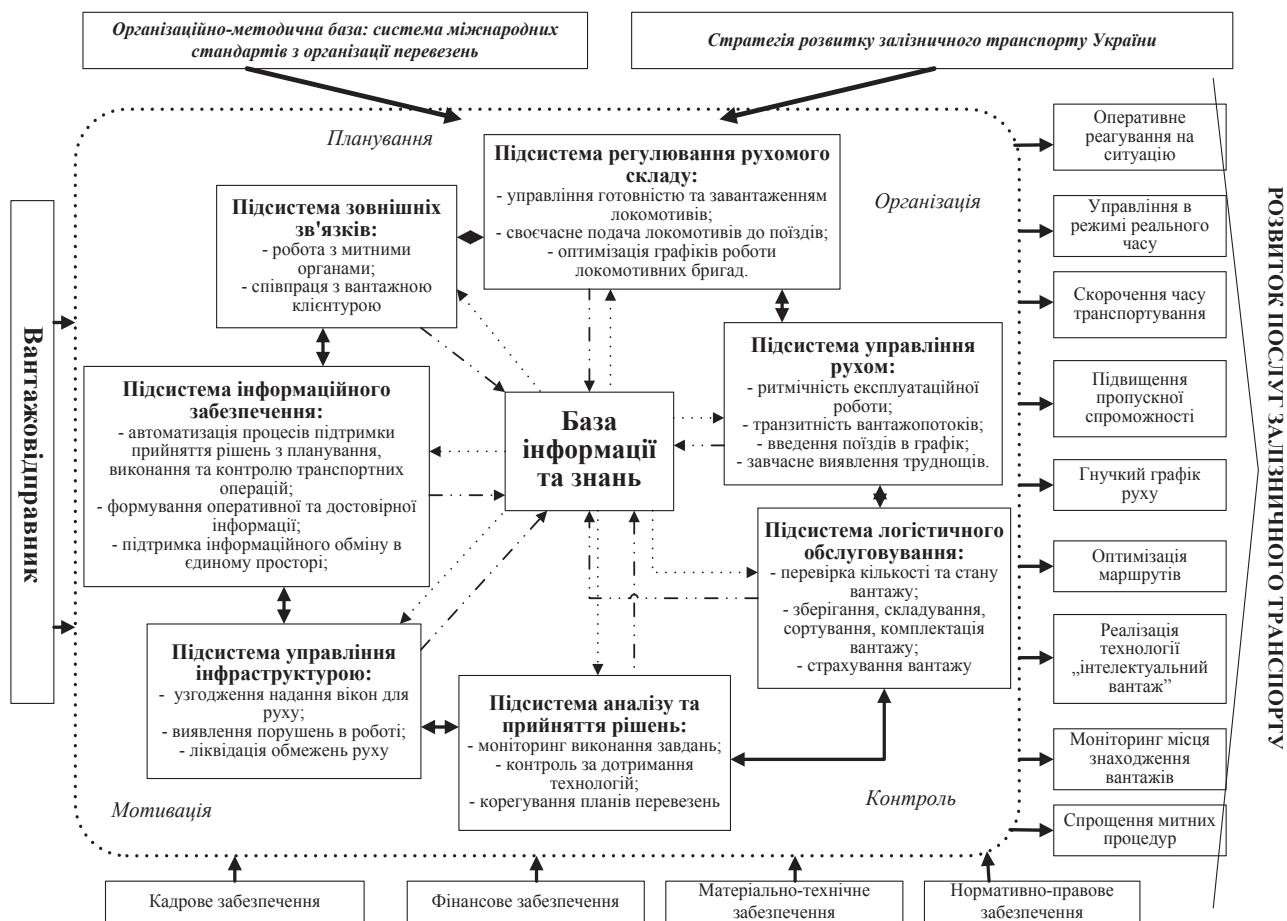 Організаційно-методична база: система міжнародних
стандартів з організації перевезень
Стратегія розвитку залізничного транспорту України
Планування
Організація
Вантажовідправник
Підсистема регулювання рухомого
складу:
- управління готовністю та завантаженням
локомотивів;
- своєчасне подача локомотивів до поїздів;
- оптимізація графіків роботи
локомотивних бригад.
Підсистема зовнішніх
зв'язків:
- робота з митними
органами;
- співпраця з вантажною
клієнтурою
Підсистема управління
рухом:
- ритмічність експлуатаційної
роботи;
- транзитність вантажопотоків;
- введення поїздів в графік;
- завчасне виявлення труднощів.
Підсистема інформаційного
забезпечення:
- автоматизація процесів підтримки
прийняття рішень з планування,
виконання та контролю транспортних
операцій;
- формування оперативної та достовірної
інформації;
- підтримка інформаційного обміну в
єдиному просторі;
База
інформації
та знань
Підсистема логістичного
обслуговування:
- перевірка кількості та стану
вантажу;
- зберігання, складування,
сортування, комплектація
вантажу;
- страхування вантажу
Підсистема управління
інфраструктурою:
- узгодження надання вікон для
руху;
- виявлення порушень в роботі;
- ліквідація обмежень руху
Підсистема аналізу та
прийняття рішень:
- моніторинг виконання завдань;
- контроль за дотримання
технологій;
- корегування планів перевезень
Мотивація
Контроль
Оперативне
реагування на
ситуацію
Управління в
режимі реального
часу
Скорочення часу
транспортування
Підвищення
пропускної
спроможності
Гнучкий графік
руху
Оптимізація
маршрутів
Реалізація
технології
„інтелектуальний
вантаж”
Моніторинг місця
знаходження
вантажів
Спрощення митних
процедур
РОЗВИТОК ПОСЛУГ ЗАЛІЗНИЧНОГО ТРАНСПОРТУ
Кадрове забезпечення
Фінансове забезпечення
Матеріально-технічне
забезпечення
Нормативно-правове
забезпечення